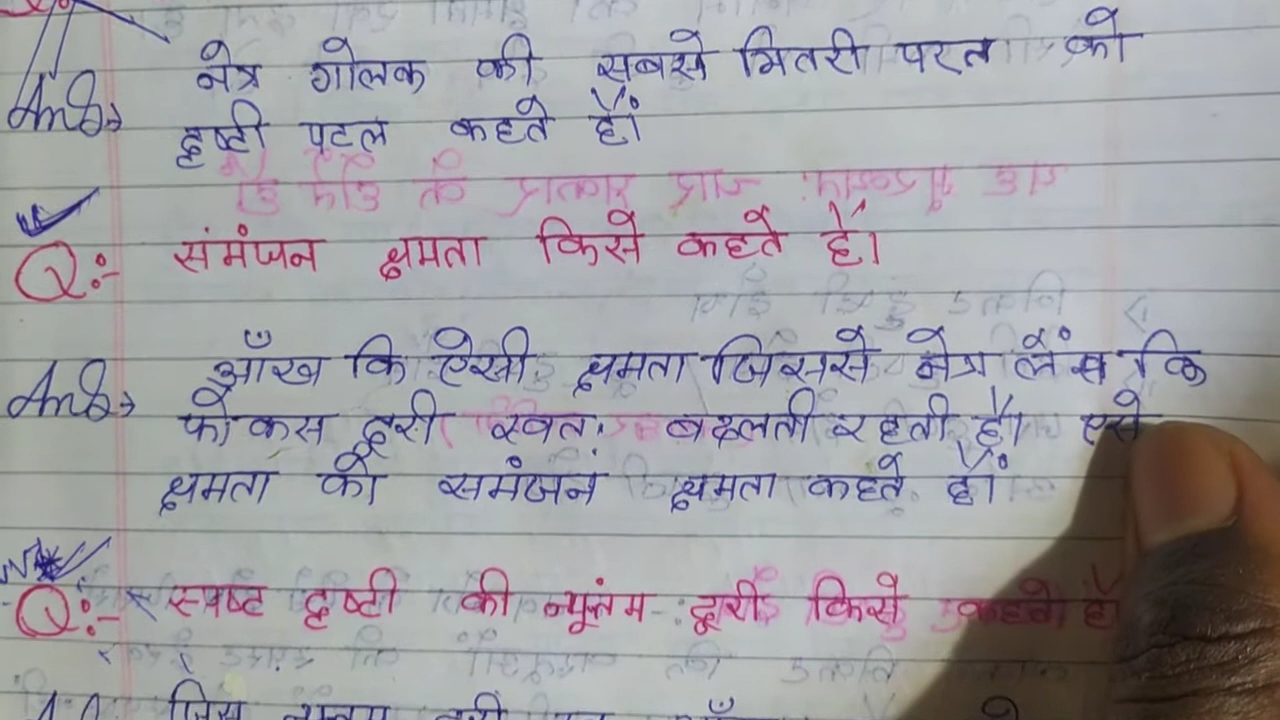 नेत्र गोलक की सबसे भितरी परत को
Ans→ दृष्टी पटल कहते हैं।
Q:- संमंजन क्षमता किसे कहते है।
Ans→ आँख कि ऐसी क्षमता जिससे नेत्र लेंस कि
फोकस दूरी स्वतः बदलती रहती है। एसे
क्षमता को समंजन क्षमता कहते हैं।
Q:- स्पष्ट दृष्टी की न्यूनतम दूरी किसे कहते है